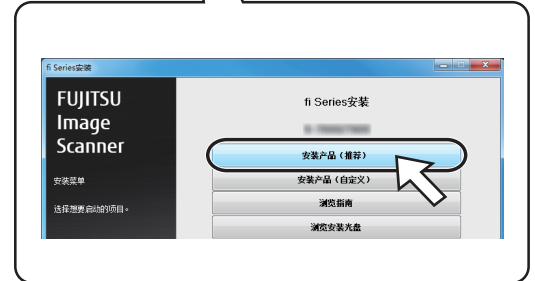 fi Series安装
FUJITSU
Image
Scanner
安装菜单
选择想要启动的项目。
fi Series安装
安装产品（推荐）
安装产品（自定义）
浏览指南
浏览安装光盘